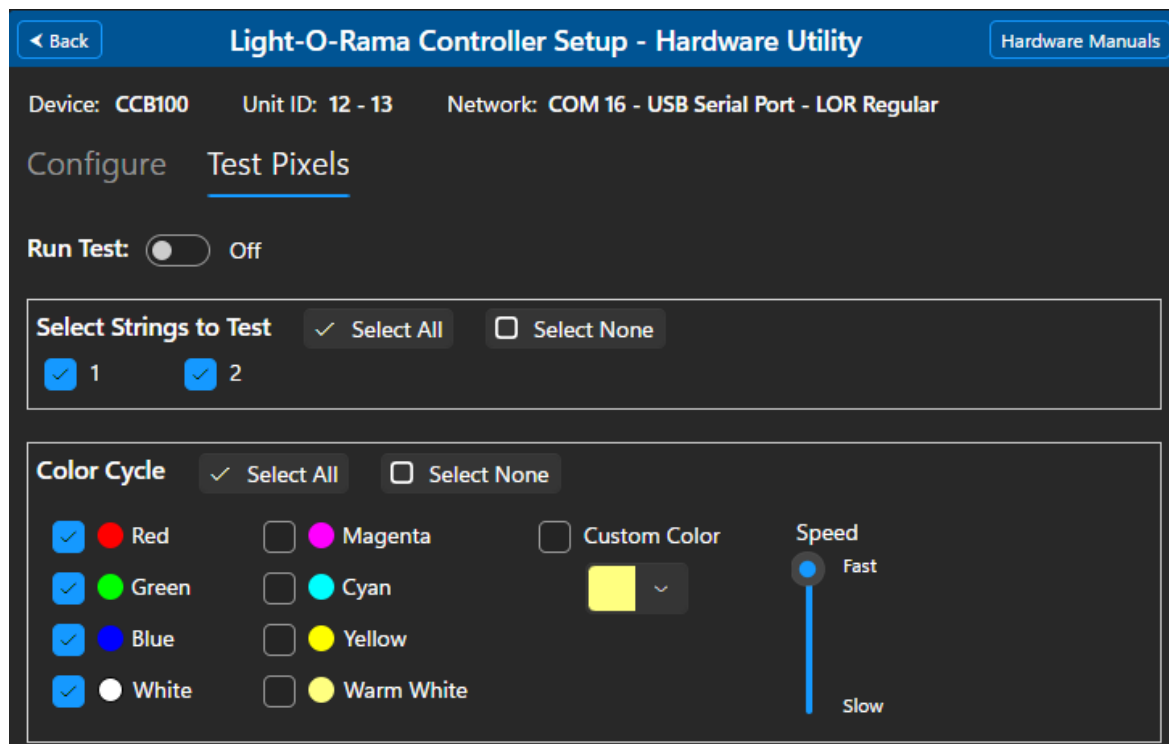 Back Light-O-Rama Controller Setup - Hardware Utility Hardware Manuals
Device: CCB100 Unit ID: 12 - 13 Network: COM 16 - USB Serial Port - LOR Regular
Configure Test Pixels
Run Test: Off
Select Strings to Test Select All Select None
1 2
Color Cycle Select All Select None
Red Magenta Custom Color Speed
Fast
Green Cyan
Blue Yellow
White Warm White Slow